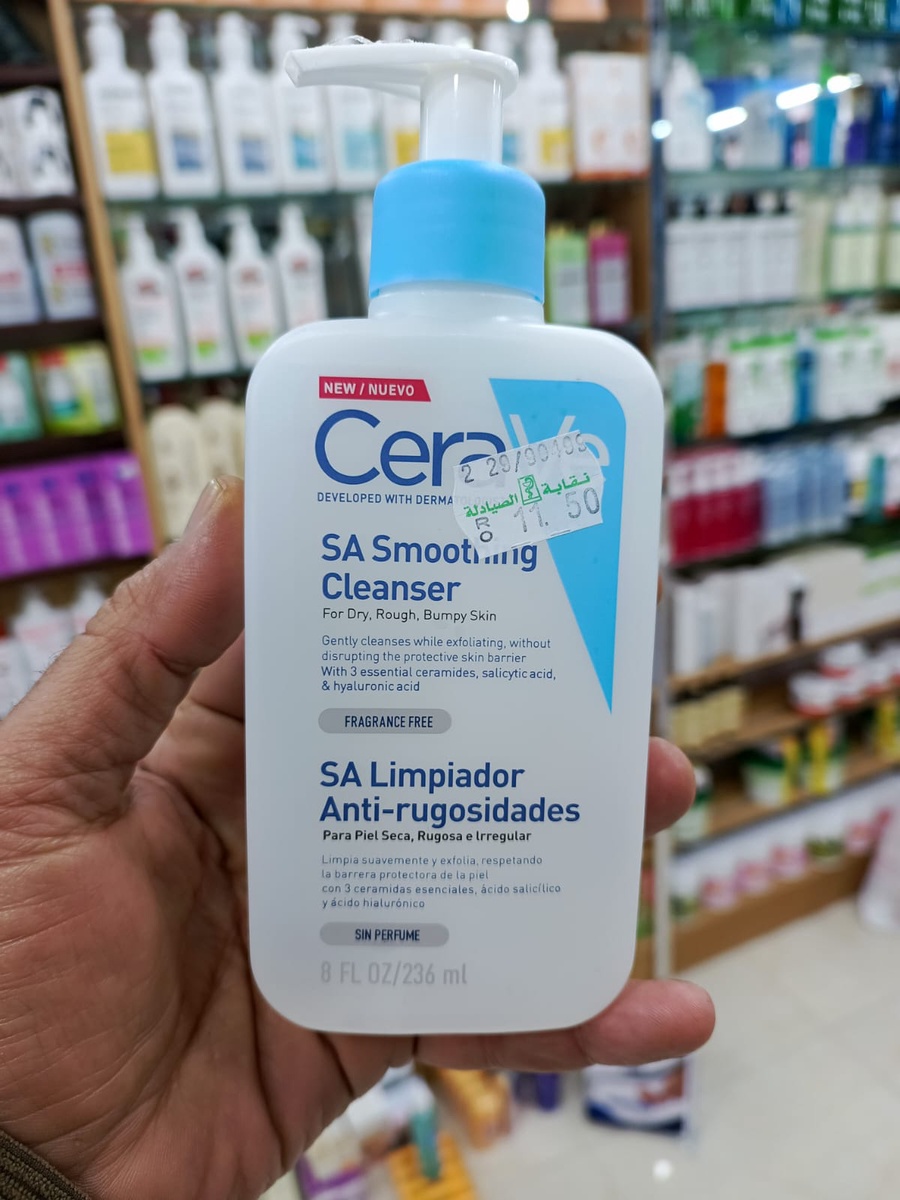 NEW / NUEVO
CeraVe
DEVELOPED WITH
2 29/90499
نقابة الصيادلة
RO 11. 50
SA Smoothing
Cleanser
For Dry, Rough, Bumpy Skin
Gently cleanses while exfoliating, without
disrupting the protective skin barrier
With 3 essential ceramides, salicytic acid,
& hyaluronic acid
FRAGRANCE FREE
SA Limpiador
Anti-rugosidades
Para Piel Seca, Rugosa e Irregular
Limpia suavemente y exfolia, respetando
la barrera protectora de la piel
con 3 ceramidas esenciales, àcido salicílico
y ácido hialurónico
SIN PERFUME
8 FL OZ/236 ml